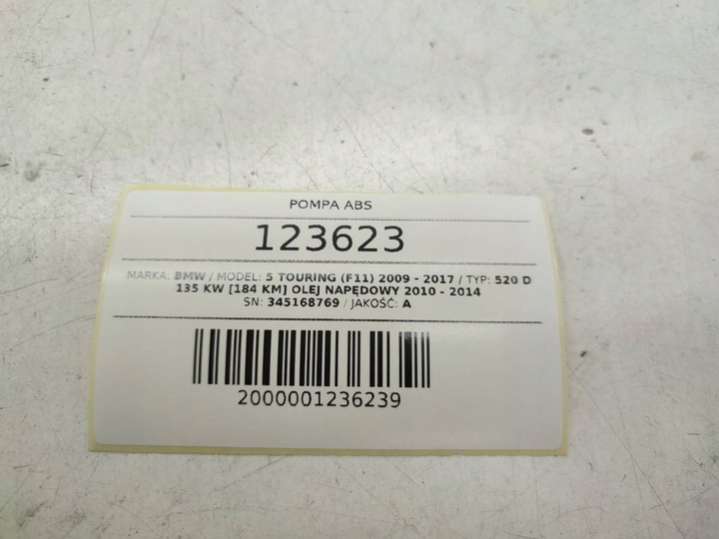 POMPA ABS
123623
MARKA: BMW / MODEL: 5 TOURING (F11) 2009 - 2017 / TYP: 520 D
135 KW [184 KM] OLEJ NAPĘDOWY 2010 - 2014
SN: 345168769 / JAKOŚĆ: A
2000001236239